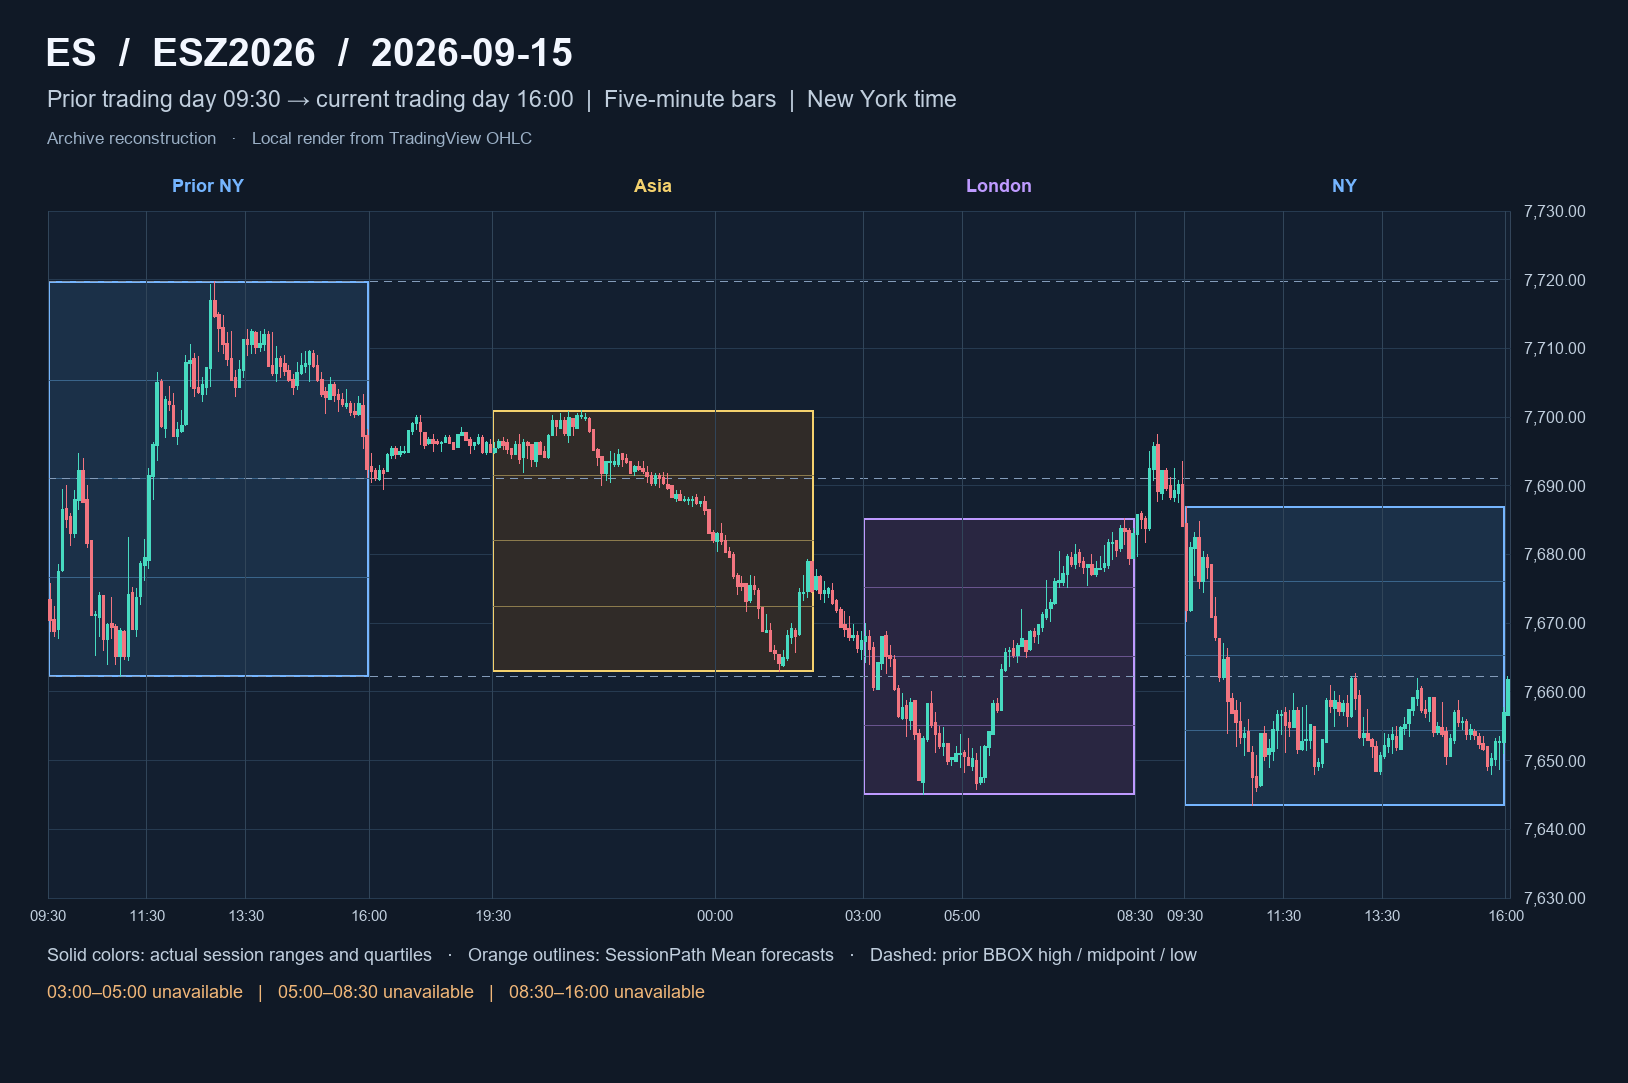 ES / ESZ2026 / 2026-09-15
Prior trading day 09:30 → current trading day 16:00 | Five-minute bars | New York time
Archive reconstruction · Local render from TradingView OHLC
Prior NY Asia London NY
7,730.00
7,720.00
7,710.00
7,700.00
7,690.00
7,680.00
7,670.00
7,660.00
7,650.00
7,640.00
7,630.00
09:30 11:30 13:30 16:00 19:30 00:00 03:00 05:00 08:30 09:30 11:30 13:30 16:00
Solid colors: actual session ranges and quartiles · Orange outlines: SessionPath Mean forecasts · Dashed: prior BBOX high / midpoint / low
03:00–05:00 unavailable | 05:00–08:30 unavailable | 08:30–16:00 unavailable